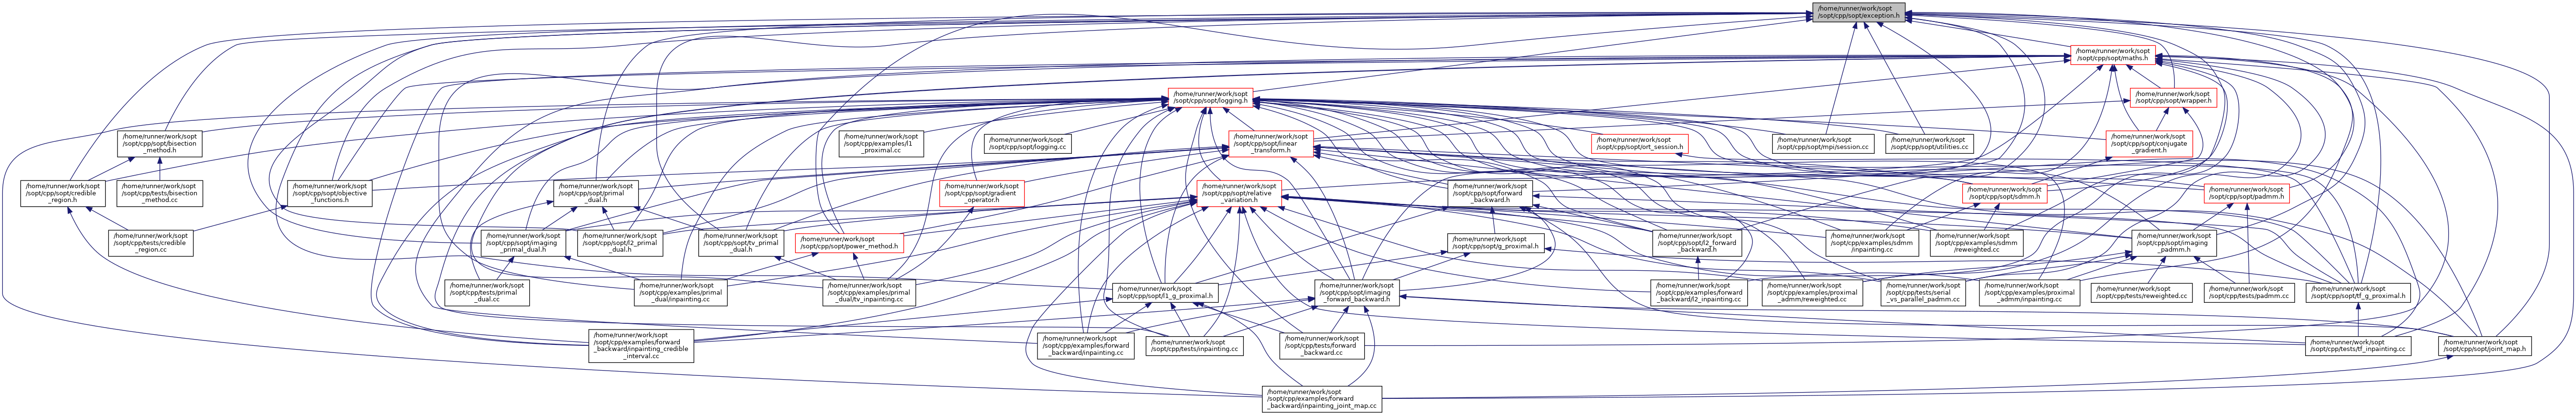 /home/runner/work/sopt
/sopt/cpp/sopt/exception.h
/home/runner/work/sopt
/sopt/cpp/sopt/maths.h
/home/runner/work/sopt
/sopt/cpp/sopt/logging.h
/home/runner/work/sopt
/sopt/cpp/sopt/wrapper.h
/home/runner/work/sopt
/sopt/cpp/sopt/bisection
_method.h
/home/runner/work/sopt
/sopt/cpp/examples/l1
_proximal.cc
/home/runner/work/sopt
/sopt/cpp/sopt/logging.cc
/home/runner/work/sopt
/sopt/cpp/sopt/linear
_transform.h
/home/runner/work/sopt
/sopt/cpp/sopt/ort_session.h
/home/runner/work/sopt
/sopt/cpp/sopt/mpi/session.cc
/home/runner/work/sopt
/sopt/cpp/sopt/utilities.cc
/home/runner/work/sopt
/sopt/cpp/sopt/conjugate
_gradient.h
/home/runner/work/sopt
/sopt/cpp/sopt/credible
_region.h
/home/runner/work/sopt
/sopt/cpp/tests/bisection
_method.cc
/home/runner/work/sopt
/sopt/cpp/sopt/objective
_functions.h
/home/runner/work/sopt
/sopt/cpp/sopt/primal
_dual.h
/home/runner/work/sopt
/sopt/cpp/sopt/gradient
_operator.h
/home/runner/work/sopt
/sopt/cpp/sopt/relative
_variation.h
/home/runner/work/sopt
/sopt/cpp/sopt/forward
_backward.h
/home/runner/work/sopt
/sopt/cpp/sopt/sdmm.h
/home/runner/work/sopt
/sopt/cpp/sopt/padmm.h
/home/runner/work/sopt
/sopt/cpp/tests/credible
_region.cc
/home/runner/work/sopt
/sopt/cpp/sopt/imaging
_primal_dual.h
/home/runner/work/sopt
/sopt/cpp/sopt/l2_primal
_dual.h
/home/runner/work/sopt
/sopt/cpp/sopt/tv_primal
_dual.h
/home/runner/work/sopt
/sopt/cpp/sopt/power_method.h
/home/runner/work/sopt
/sopt/cpp/sopt/g_proximal.h
/home/runner/work/sopt
/sopt/cpp/sopt/l2_forward
_backward.h
/home/runner/work/sopt
/sopt/cpp/examples/sdmm
/inpainting.cc
/home/runner/work/sopt
/sopt/cpp/examples/sdmm
/reweighted.cc
/home/runner/work/sopt
/sopt/cpp/sopt/imaging
_padmm.h
/home/runner/work/sopt
/sopt/cpp/tests/primal
_dual.cc
/home/runner/work/sopt
/sopt/cpp/examples/primal
_dual/inpainting.cc
/home/runner/work/sopt
/sopt/cpp/examples/primal
_dual/tv_inpainting.cc
/home/runner/work/sopt
/sopt/cpp/sopt/l1_g_proximal.h
/home/runner/work/sopt
/sopt/cpp/sopt/imaging
_forward_backward.h
/home/runner/work/sopt
/sopt/cpp/examples/forward
_backward/l2_inpainting.cc
/home/runner/work/sopt
/sopt/cpp/examples/proximal
_admm/reweighted.cc
/home/runner/work/sopt
/sopt/cpp/tests/serial
_vs_parallel_padmm.cc
/home/runner/work/sopt
/sopt/cpp/examples/proximal
_admm/inpainting.cc
/home/runner/work/sopt
/sopt/cpp/tests/reweighted.cc
/home/runner/work/sopt
/sopt/cpp/tests/padmm.cc
/home/runner/work/sopt
/sopt/cpp/sopt/tf_g_proximal.h
/home/runner/work/sopt
/sopt/cpp/examples/forward
_backward/inpainting_credible
_interval.cc
/home/runner/work/sopt
/sopt/cpp/examples/forward
_backward/inpainting.cc
/home/runner/work/sopt
/sopt/cpp/tests/inpainting.cc
/home/runner/work/sopt
/sopt/cpp/tests/forward
_backward.cc
/home/runner/work/sopt
/sopt/cpp/tests/tf_inpainting.cc
/home/runner/work/sopt
/sopt/cpp/sopt/joint_map.h
/home/runner/work/sopt
/sopt/cpp/examples/forward
_backward/inpainting_joint_map.cc